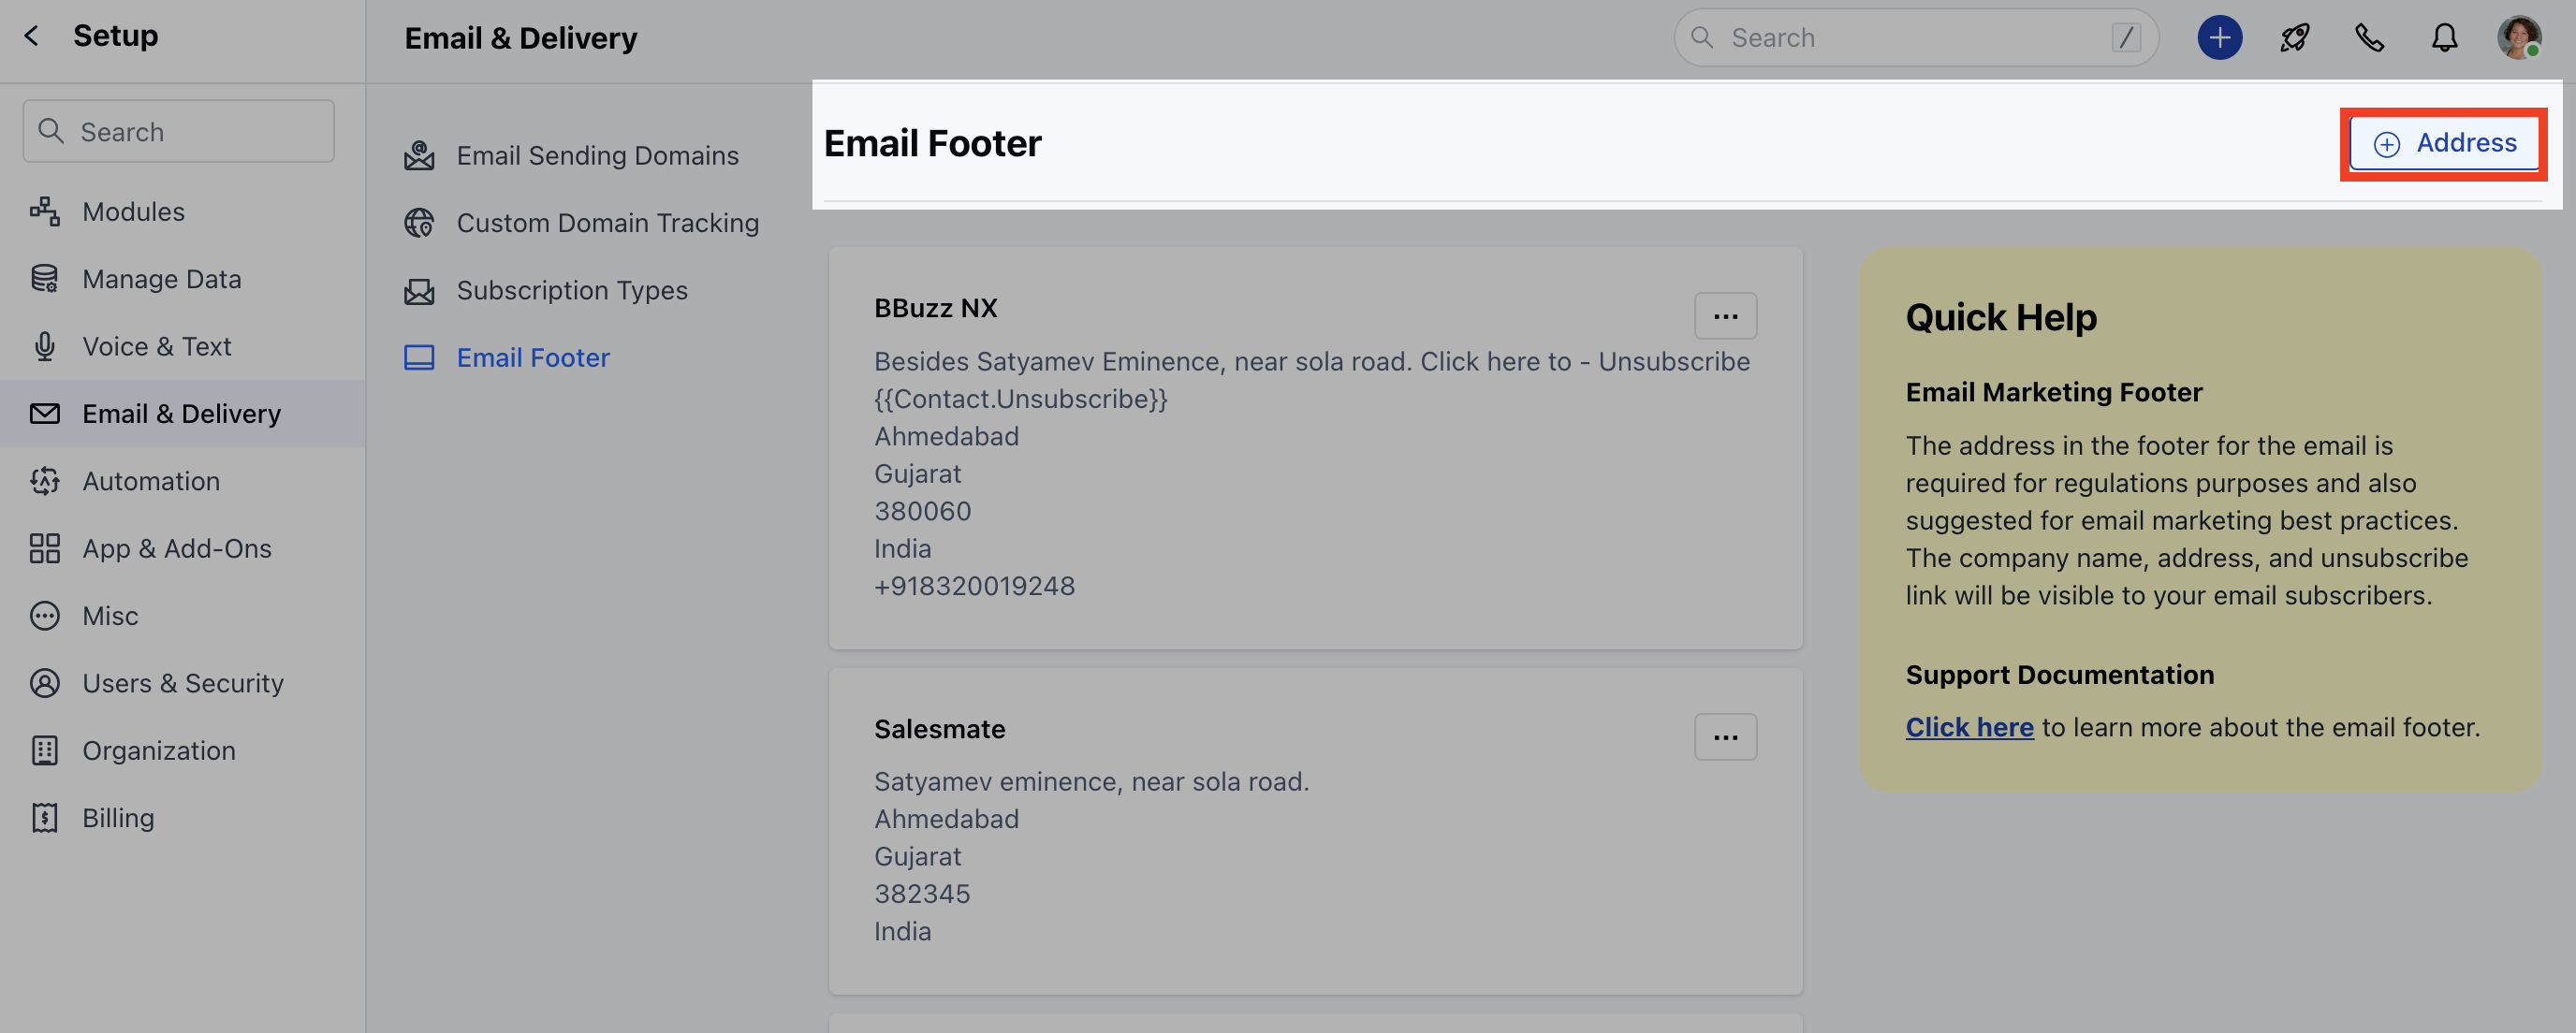 Setup
Search
Modules
Manage Data
Voice & Text
Email & Delivery
Automation
App & Add-Ons
Misc
Users & Security
Organization
Billing
Email & Delivery
Search /
Email Sending Domains
Custom Domain Tracking
Subscription Types
Email Footer
Email Footer
Address
BBuzz NX
Besides Satyamev Eminence, near sola road. Click here to - Unsubscribe
{{Contact.Unsubscribe}}
Ahmedabad
Gujarat
380060
India
+918320019248
Salesmate
Satyamev eminence, near sola road.
Ahmedabad
Gujarat
382345
India
Quick Help
Email Marketing Footer
The address in the footer for the email is
required for regulations purposes and also
suggested for email marketing best practices.
The company name, address, and unsubscribe
link will be visible to your email subscribers.
Support Documentation
Click here to learn more about the email footer.